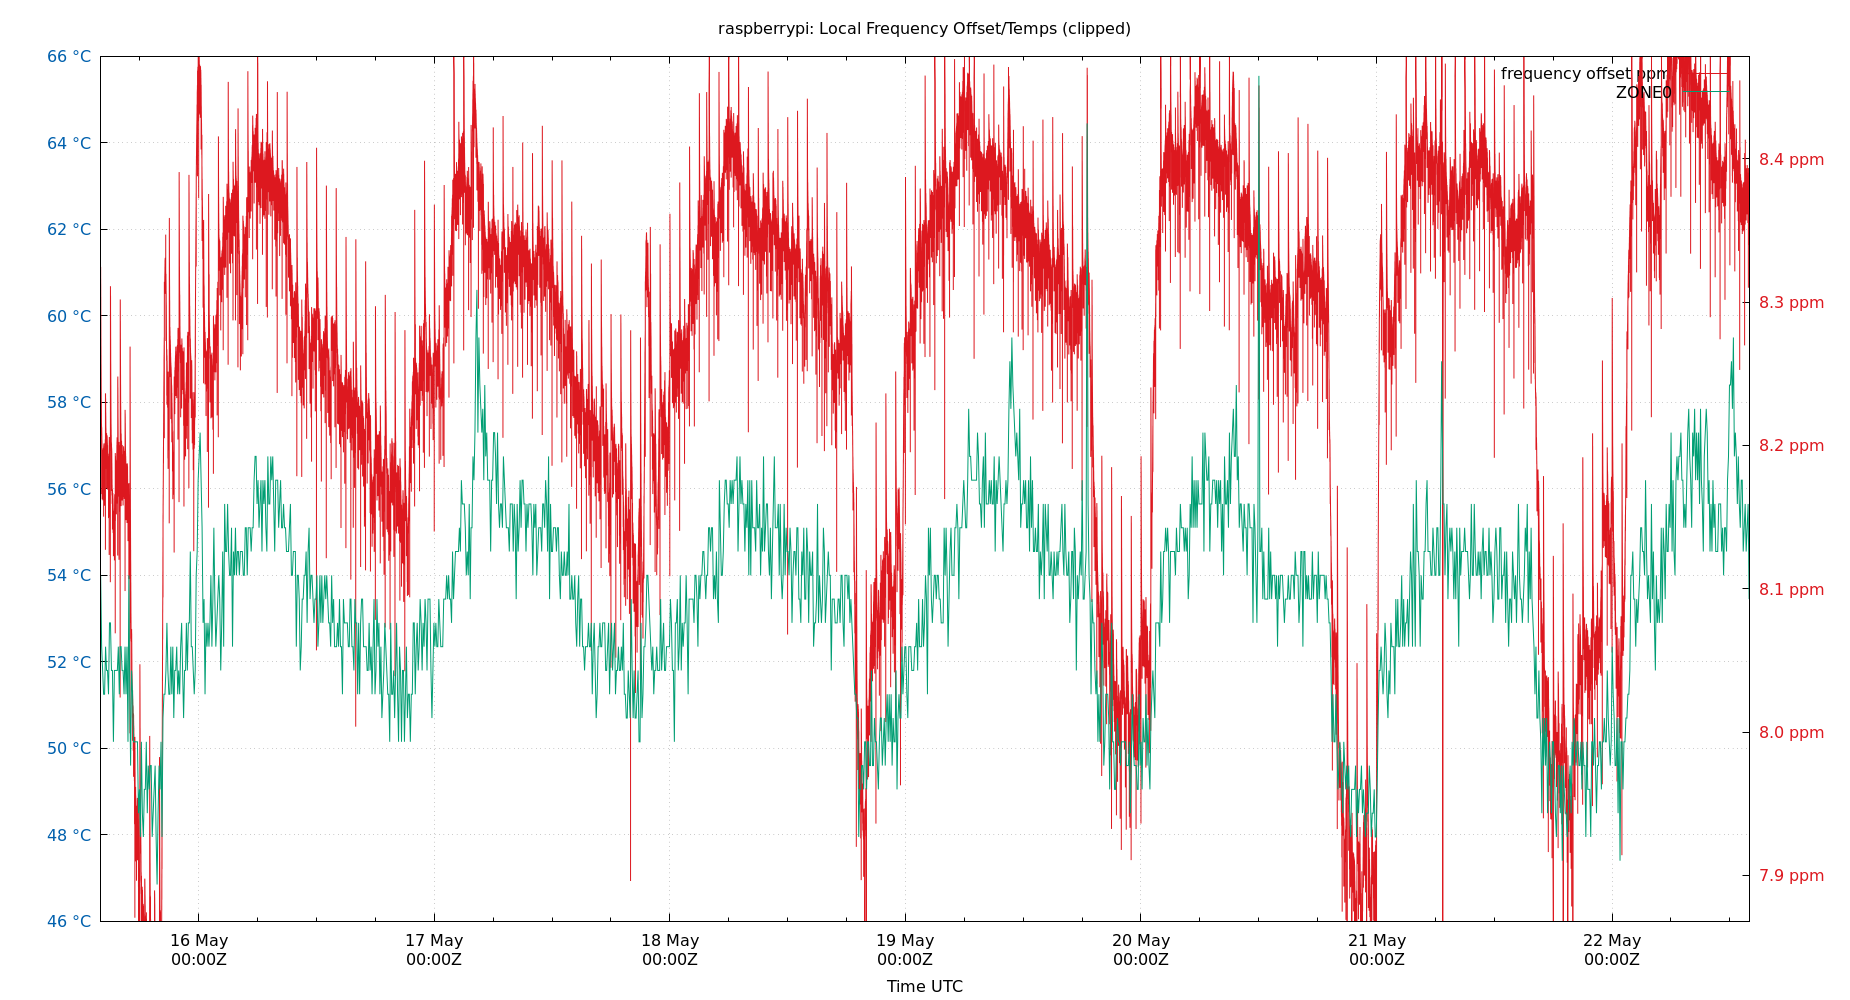 raspberrypi: Local Frequency Offset/Temps (clipped)
66 °C
64 °C
62 °C
60 °C
58 °C
56 °C
54 °C
52 °C
50 °C
48 °C
46 °C
frequency offset ppm
ZONE0
8.4 ppm
8.3 ppm
8.2 ppm
8.1 ppm
8.0 ppm
7.9 ppm
16 May
00:00Z
17 May
00:00Z
18 May
00:00Z
19 May
00:00Z
20 May
00:00Z
21 May
00:00Z
22 May
00:00Z
Time UTC